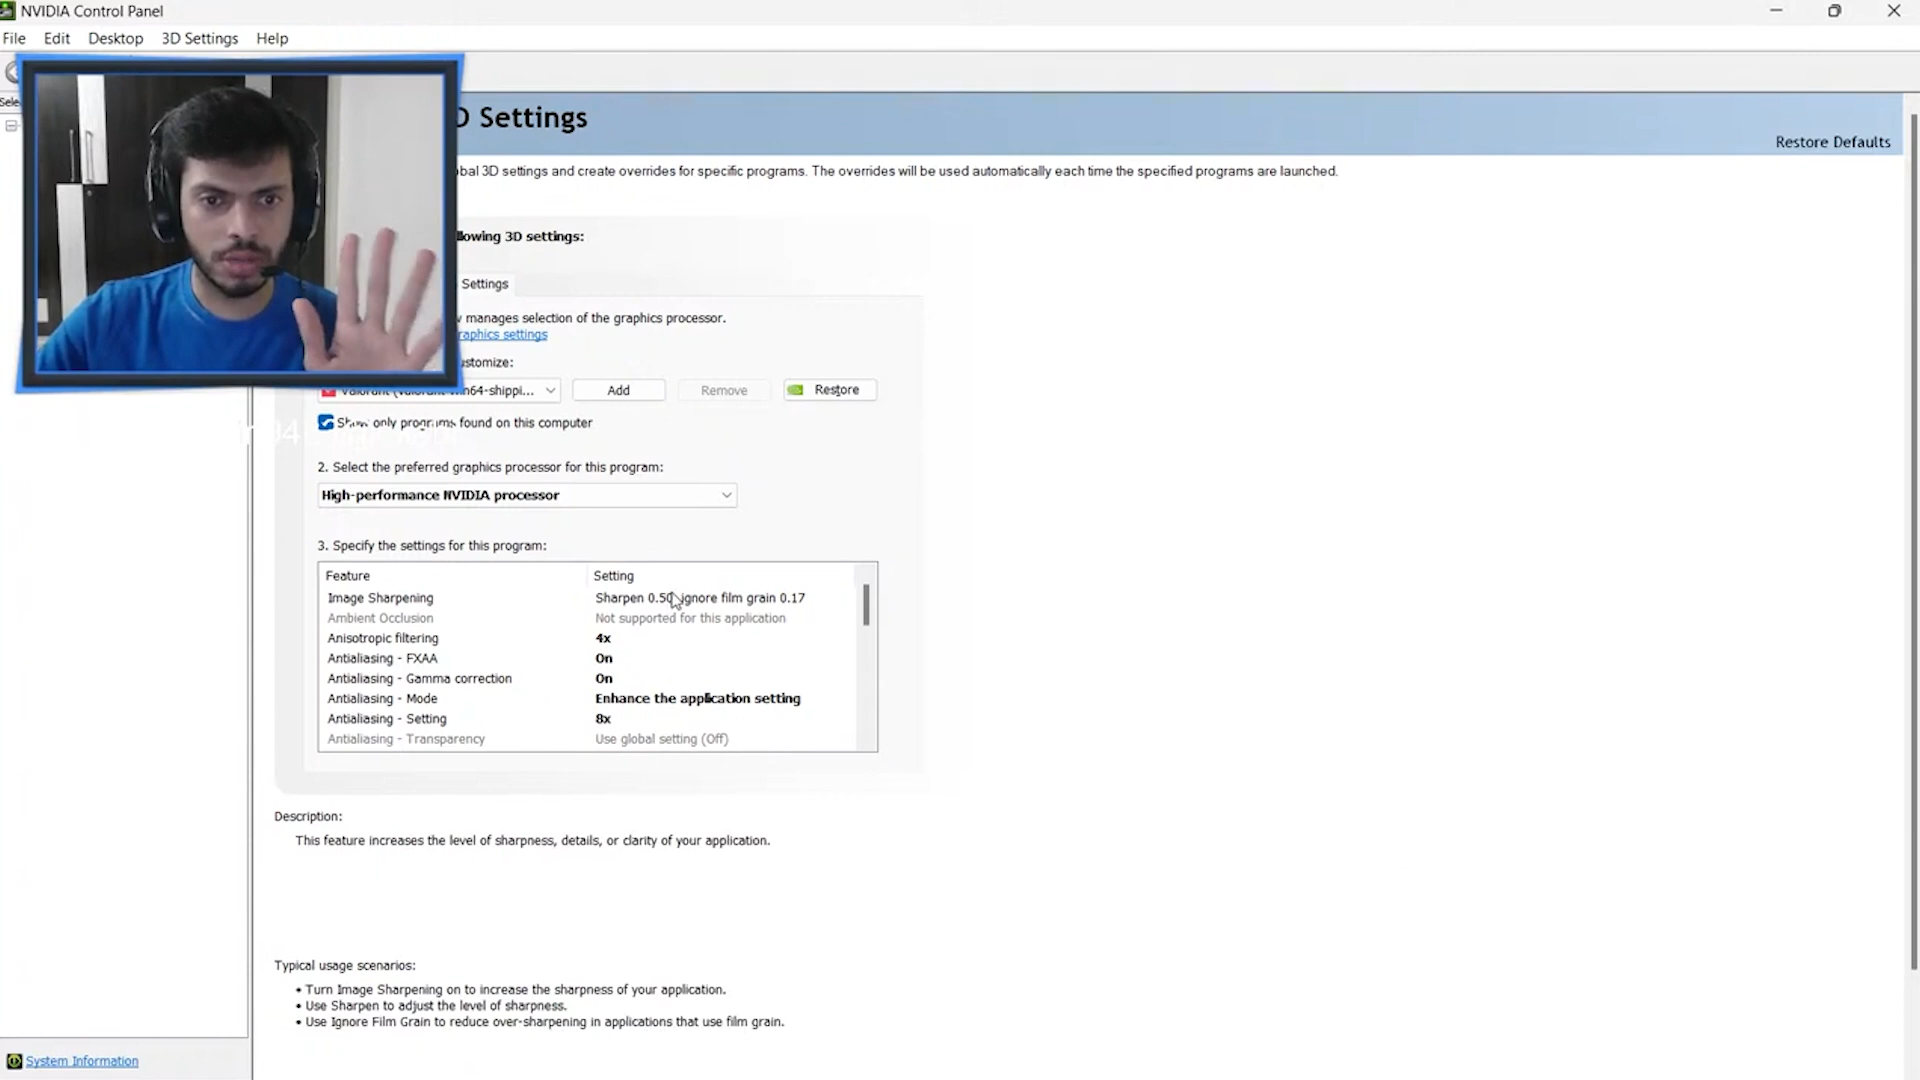 NVIDIA Control Panel
File Edit Desktop 3D Settings Help
D Settings
Restore Defaults
bal 3D settings and create overrides for specific programs. The overrides will be used automatically each time the specified programs are launched.
lowing 3D settings:
Settings
manages selection of the graphics processor.
raphics settings
ustomize:
Add Remove Restore
Show only programs found on this computer
2. Select the preferred graphics processor for this program:
High-performance NVIDIA processor
3. Specify the settings for this program:
Feature Setting
Image Sharpening Sharpen 0.50, ignore film grain 0.17
Ambient Occlusion Not supported for this application
Anisotropic filtering 4x
Antialiasing - FXAA On
Antialiasing - Gamma correction On
Antialiasing - Mode Enhance the application setting
Antialiasing - Setting 8x
Antialiasing - Transparency Use global setting (Off)
Description:
This feature increases the level of sharpness, details, or clarity of your application.
Typical usage scenarios:
• Turn Image Sharpening on to increase the sharpness of your application.
• Use Sharpen to adjust the level of sharpness.
• Use Ignore Film Grain to reduce over-sharpening in applications that use film grain.
System Information